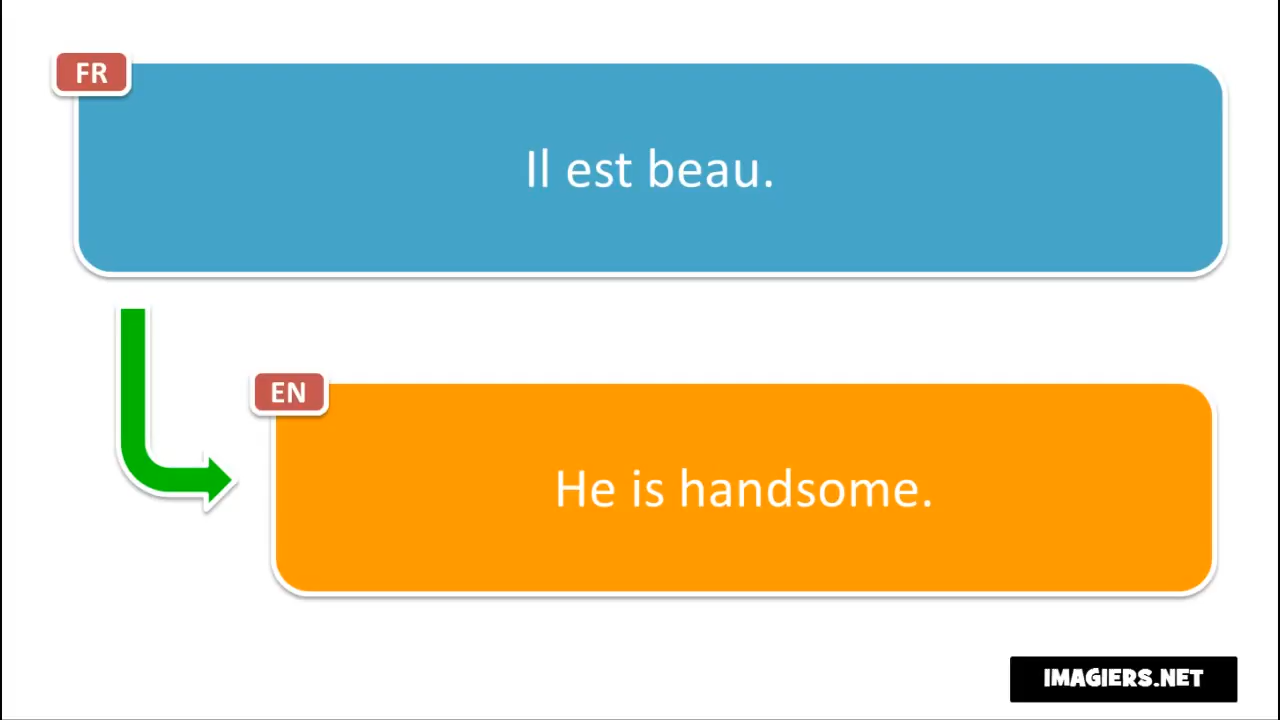 FR
Il est beau.
EN
He is handsome.
IMAGIERS.NET